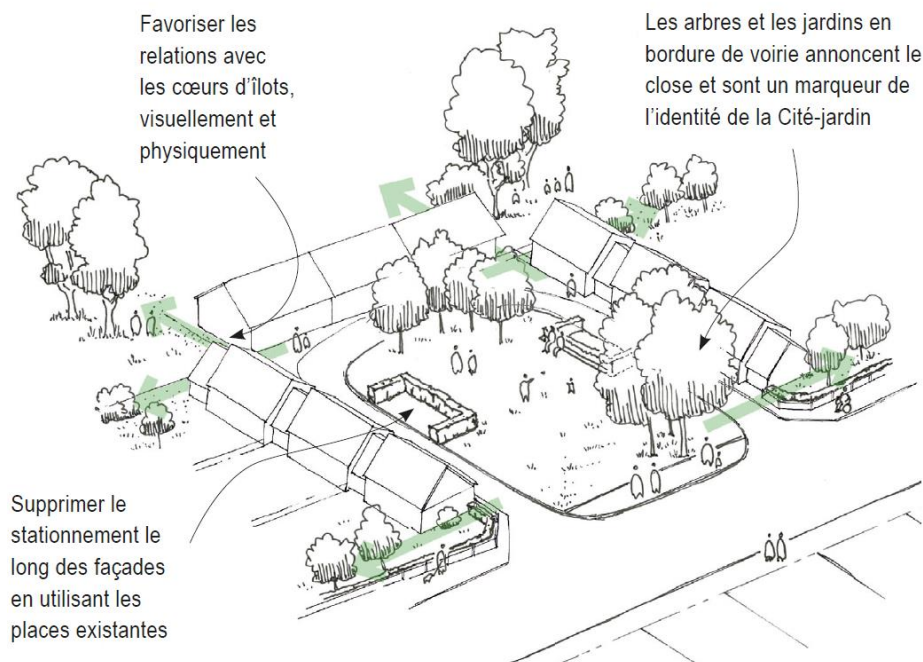 Favoriser les
relations avec
les cœurs d’îlots,
visuellement et
physiquement
Les arbres et les jardins en
bordure de voirie annoncent le
close et sont un marqueur de
l’identité de la Cité-jardin
Supprimer le
stationnement le
long des façades
en utilisant les
places existantes